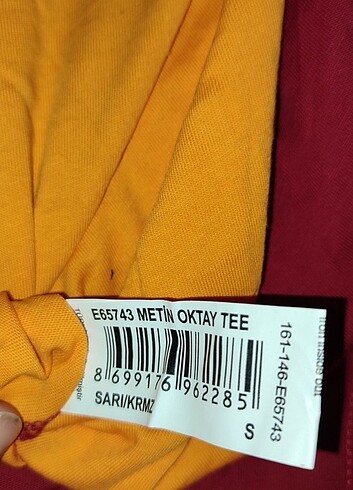 E65743 METİN OKTAY TEE
8 699176 962285
SARI/KRMZ
S
161-146-E65743